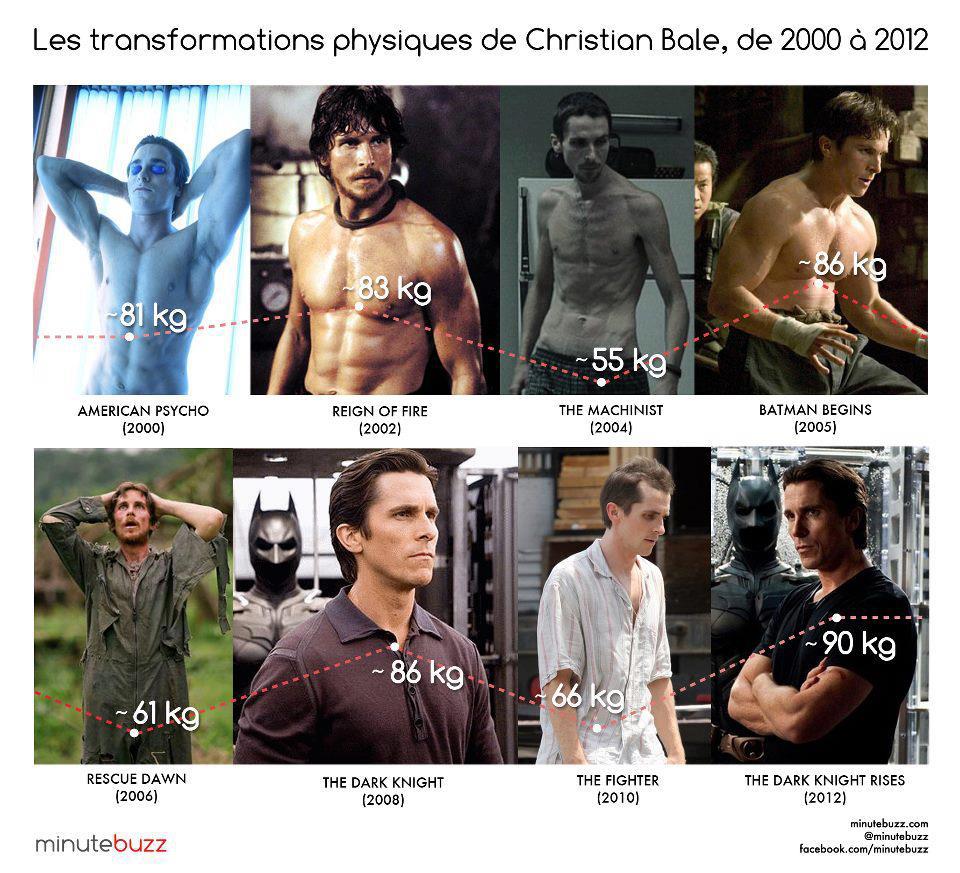 Les transformations physiques de Christian Bale, de 2000 à 2012
~81 kg
~83 kg
~55 kg
~86 kg
AMERICAN PSYCHO
(2000)
REIGN OF FIRE
(2002)
THE MACHINIST
(2004)
BATMAN BEGINS
(2005)
~61 kg
~86 kg
~66 kg
~90 kg
RESCUE DAWN
(2006)
THE DARK KNIGHT
(2008)
THE FIGHTER
(2010)
THE DARK KNIGHT RISES
(2012)
minutebuzz
minutebuzz.com
@minutebuzz
facebook.com/minutebuzz